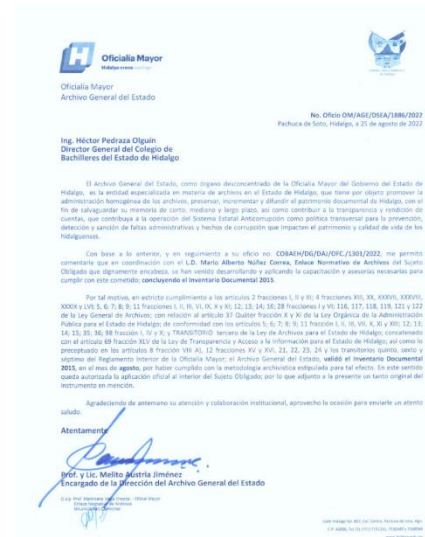 Oficialía Mayor
Hidalgo crece contigo
Oficialía Mayor
Archivo General del Estado
No. Oficio OM/AGE/DSEA/1886/2022
Pachuca de Soto, Hidalgo, a 25 de agosto de 2022
Ing. Héctor Pedraza Olguín
Director General del Colegio de
Bachilleres del Estado de Hidalgo
El Archivo General del Estado, como órgano desconcentrado de la Oficialía Mayor del Gobierno del Estado de
Hidalgo, es la entidad especializada en materia de archivos en el Estado de Hidalgo, que tiene por objeto promover la
administración homogénea de los archivos, preservar, incrementar y difundir el patrimonio documental de Hidalgo, con el
fin de salvaguardar su memoria de corto, mediano y largo plazo, así como contribuir a la transparencia y rendición de
cuentas, que contribuya a la operación del Sistema Estatal Anticorrupción como política transversal para la prevención,
detección y sanción de faltas administrativas y hechos de corrupción que impacten el patrimonio y calidad de vida de los
hidalguenses.
Con base a lo anterior, y en seguimiento a su oficio no. COBAEH/DG/DAI/DFC./1301/2022, me permito
comentarle que en coordinación con el L.D. Mario Alberto Núñez Correa, Enlace Normativo de Archivos del Sujeto
Obligado que dignamente encabeza, se han venido desarrollando y aplicando la capacitación y asesorías necesarias para
cumplir con este cometido; concluyendo el Inventario Documental 2015.
Por tal motivo, en estricto cumplimiento a los artículos 2 fracciones I, II y II; 4 fracciones XIII, XX, XXXVII, XXXVIII,
XXXIX y LVI; 5, 6; 7; 8; 9; 11 fracciones I, II, III, VI, IX, X y XI; 12; 13; 14; 16; 28 fracciones I y VI; 116, 117, 118, 119, 121 y 122
de la Ley General de Archivos; con relación al artículo 37 Quáter fracción X y XI de la Ley Orgánica de la Administración
Pública para el Estado de Hidalgo; de conformidad con los artículos 5; 6; 7; 8; 9; 11 fracción I, II, III, VII, X, XI y XIII; 12; 13;
14; 15; 35; 36; 98 fracción I, IV y X; y TRANSITORIO tercero de la Ley de Archivos para el Estado de Hidalgo; concatenado
con el artículo 69 fracción XLV de la Ley de Transparencia y Acceso a la Información para el Estado de Hidalgo; así como lo
preceptuado en los artículos 8 fracción VIII A), 12 fracciones XV y XVI, 21, 22, 23, 24 y los transitorios quinto, sexto y
séptimo del Reglamento Interior de la Oficialía Mayor; el Archivo General del Estado, validó el Inventario Documental
2015, en el mes de agosto, por haber cumplido con la metodología archivística estipulada para tal efecto. En este sentido
queda autorizada la aplicación oficial al interior del Sujeto Obligado; por lo que adjunto a la presente un tanto original del
instrumento en mención.
Agradeciendo de antemano su atención y colaboración institucional, aprovecho la ocasión para enviarle un atento
saludo.
Atentamente
Prof. y Lic. Melito Austria Jiménez
Encargado de la Dirección del Archivo General del Estado